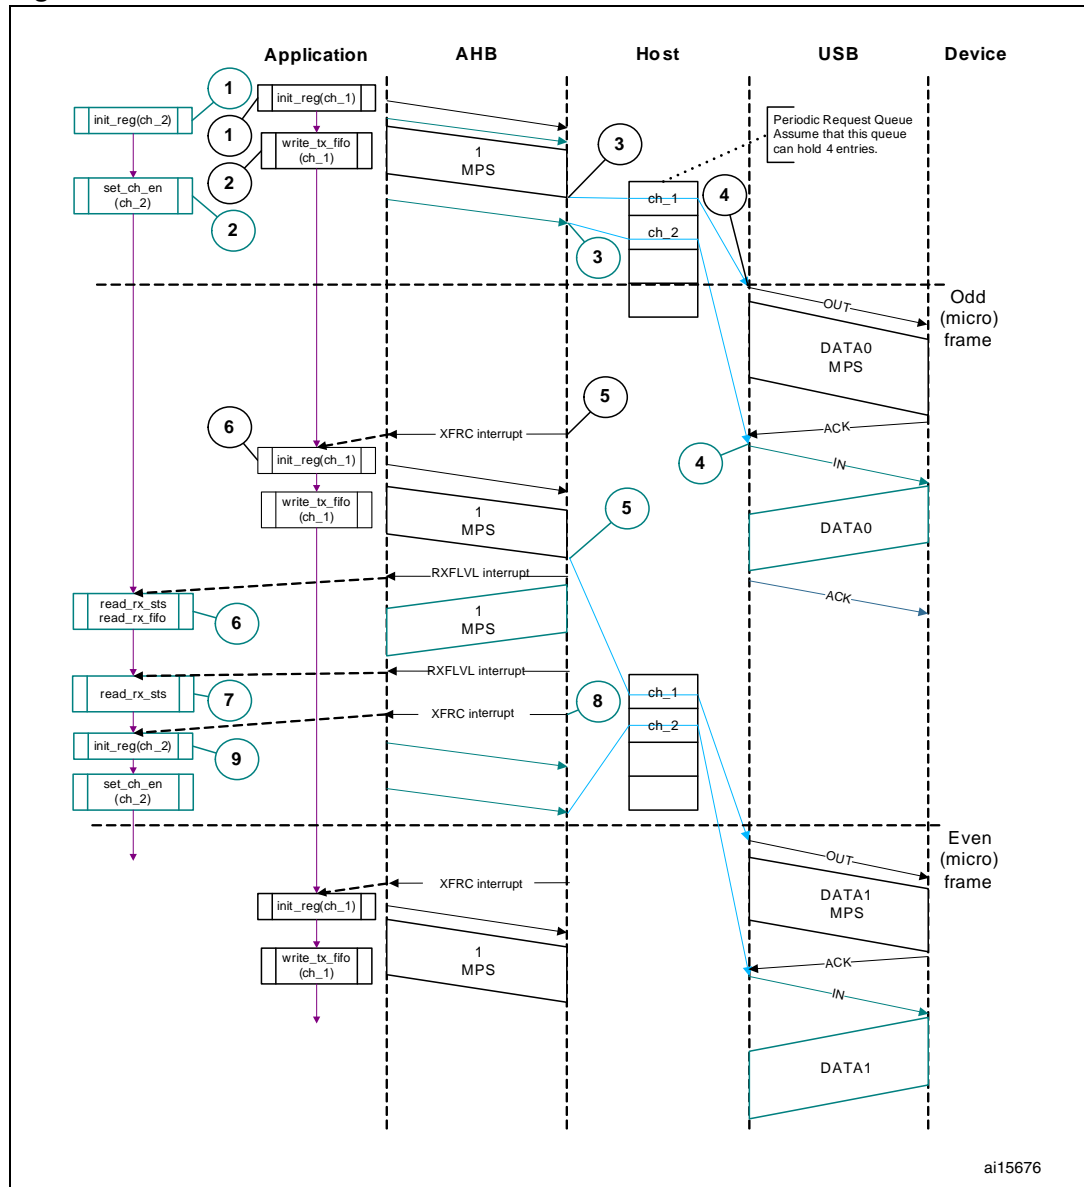 Application AHB Host USB Device
1
init_reg(ch_1)
init_reg(ch_2)
1
write_tx_fifo
(ch_1)
2
1
MPS
3
Periodic Request Queue
Assume that this queue
can hold 4 entries.
set_ch_en
(ch_2)
2
ch_1
4
ch_2
3
Odd
(micro)
frame
OUT
DATA0
MPS
5
ACK
6
XFRC interrupt
init_reg(ch_1)
4
IN
write_tx_fifo
(ch_1)
1
MPS
5
DATA0
RXFLVL interrupt
ACK
read_rx_sts
read_rx_fifo
6
1
MPS
RXFLVL interrupt
read_rx_sts
7
ch_1
8
XFRC interrupt
ch_2
init_reg(ch_2)
9
set_ch_en
(ch_2)
Even
(micro)
frame
OUT
XFRC interrupt
init_reg(ch_1)
DATA1
MPS
write_tx_fifo
(ch_1)
1
MPS
ACK
IN
DATA1
ai15676